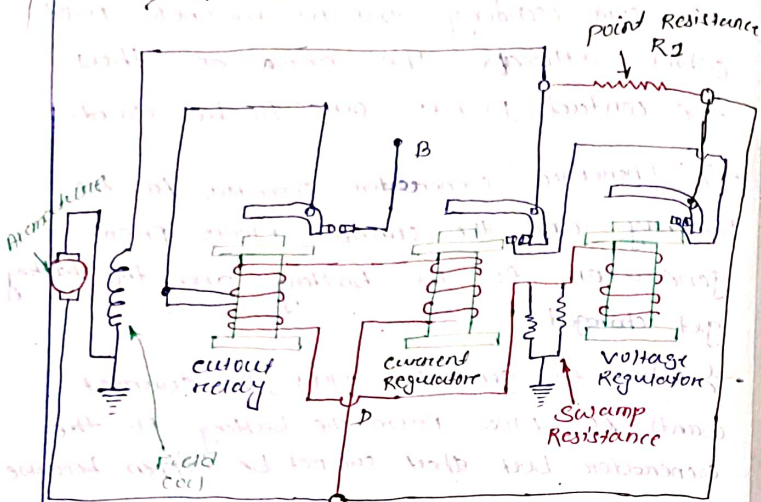 point Resistance
R1
B
Armature
cutout
relay
current
Regulator
voltage
Regulator
D
Swamp
Resistance
Field
coil